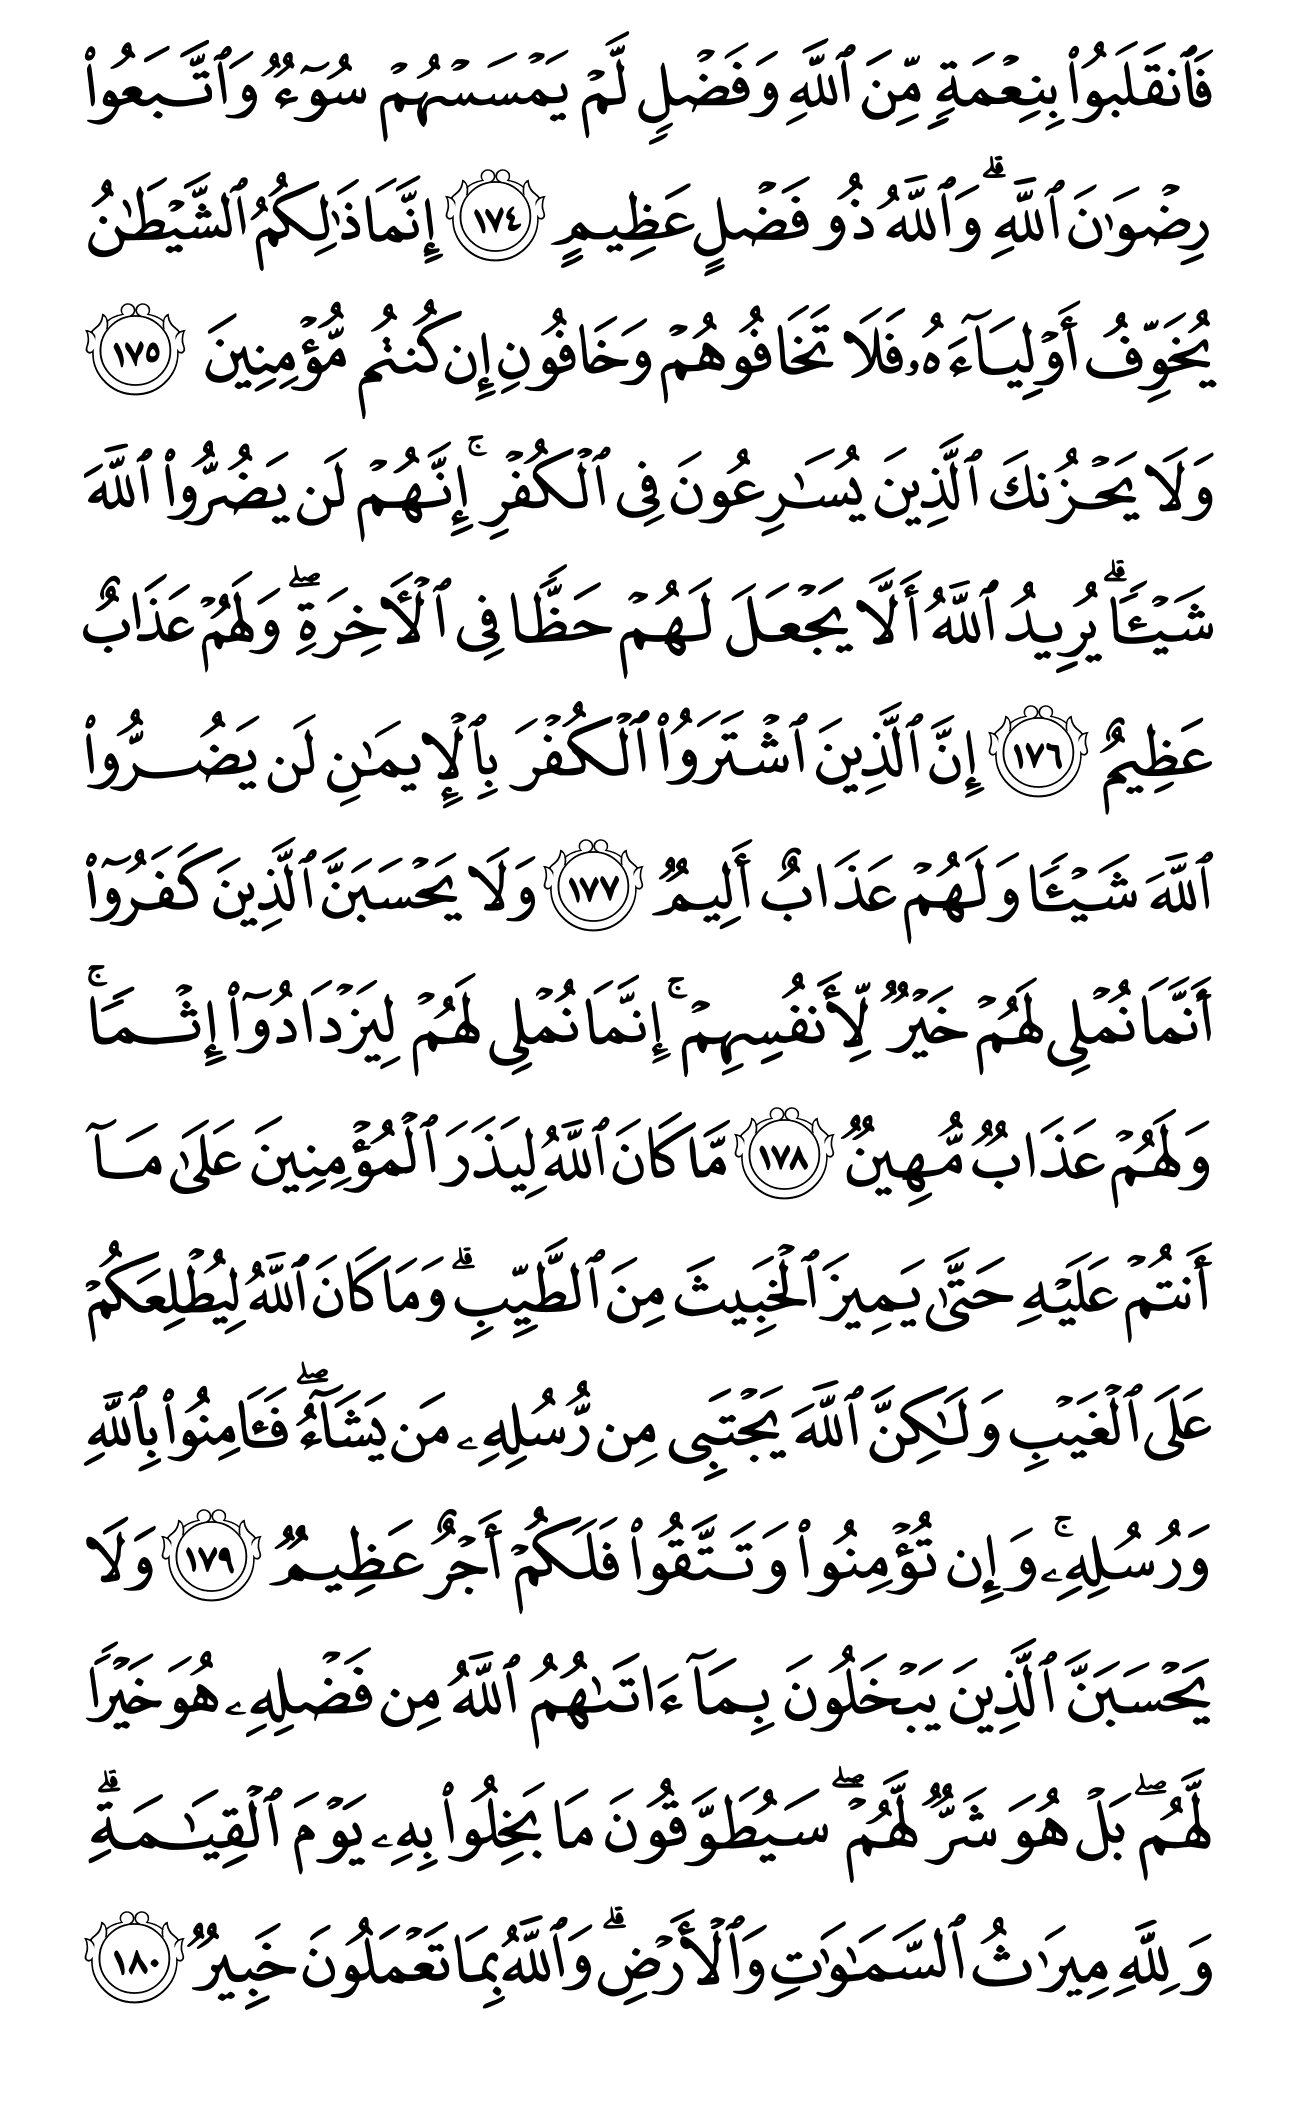 فَٱنقَلَبُوا۟ بِنِعْمَةٍ مِّنَ ٱللَّهِ وَفَضْلٍ لَّمْ يَمْسَسْهُمْ سُوٓءٌ وَٱتَّبَعُوا۟
رِضْوَٰنَ ٱللَّهِ ۗ وَٱللَّهُ ذُو فَضْلٍ عَظِيمٍ ١٧٤ إِنَّمَا ذَٰلِكُمُ ٱلشَّيْطَـٰنُ
يُخَوِّفُ أَوْلِيَآءَهُۥ فَلَا تَخَافُوهُمْ وَخَافُونِ إِن كُنتُم مُّؤْمِنِينَ ١٧٥
وَلَا يَحْزُنكَ ٱلَّذِينَ يُسَـٰرِعُونَ فِى ٱلْكُفْرِ ۚ إِنَّهُمْ لَن يَضُرُّوا۟ ٱللَّهَ
شَيْـًٔا ۗ يُرِيدُ ٱللَّهُ أَلَّا يَجْعَلَ لَهُمْ حَظًّا فِى ٱلْـَٔاخِرَةِ ۖ وَلَهُمْ عَذَابٌ
عَظِيمٌ ١٧٦ إِنَّ ٱلَّذِينَ ٱشْتَرَوُا۟ ٱلْكُفْرَ بِٱلْإِيمَـٰنِ لَن يَضُرُّوا۟
ٱللَّهَ شَيْـًٔا وَلَهُمْ عَذَابٌ أَلِيمٌ ١٧٧ وَلَا يَحْسَبَنَّ ٱلَّذِينَ كَفَرُوٓا۟
أَنَّمَا نُمْلِى لَهُمْ خَيْرٌ لِّأَنفُسِهِمْ ۚ إِنَّمَا نُمْلِى لَهُمْ لِيَزْدَادُوٓا۟ إِثْمًا ۚ
وَلَهُمْ عَذَابٌ مُّهِينٌ ١٧٨ مَّا كَانَ ٱللَّهُ لِيَذَرَ ٱلْمُؤْمِنِينَ عَلَىٰ مَآ
أَنتُمْ عَلَيْهِ حَتَّىٰ يَمِيزَ ٱلْخَبِيثَ مِنَ ٱلطَّيِّبِ ۗ وَمَا كَانَ ٱللَّهُ لِيُطْلِعَكُمْ
عَلَى ٱلْغَيْبِ وَلَـٰكِنَّ ٱللَّهَ يَجْتَبِى مِن رُّسُلِهِۦ مَن يَشَآءُ ۖ فَـَٔامِنُوا۟ بِٱللَّهِ
وَرُسُلِهِۦ ۚ وَإِن تُؤْمِنُوا۟ وَتَتَّقُوا۟ فَلَكُمْ أَجْرٌ عَظِيمٌ ١٧٩ وَلَا
يَحْسَبَنَّ ٱلَّذِينَ يَبْخَلُونَ بِمَآ ءَاتَىٰهُمُ ٱللَّهُ مِن فَضْلِهِۦ هُوَ خَيْرًا
لَّهُم ۖ بَلْ هُوَ شَرٌّ لَّهُمْ ۖ سَيُطَوَّقُونَ مَا بَخِلُوا۟ بِهِۦ يَوْمَ ٱلْقِيَـٰمَةِ ۗ
وَلِلَّهِ مِيرَٰثُ ٱلسَّمَـٰوَٰتِ وَٱلْأَرْضِ ۗ وَٱللَّهُ بِمَا تَعْمَلُونَ خَبِيرٌ ١٨٠